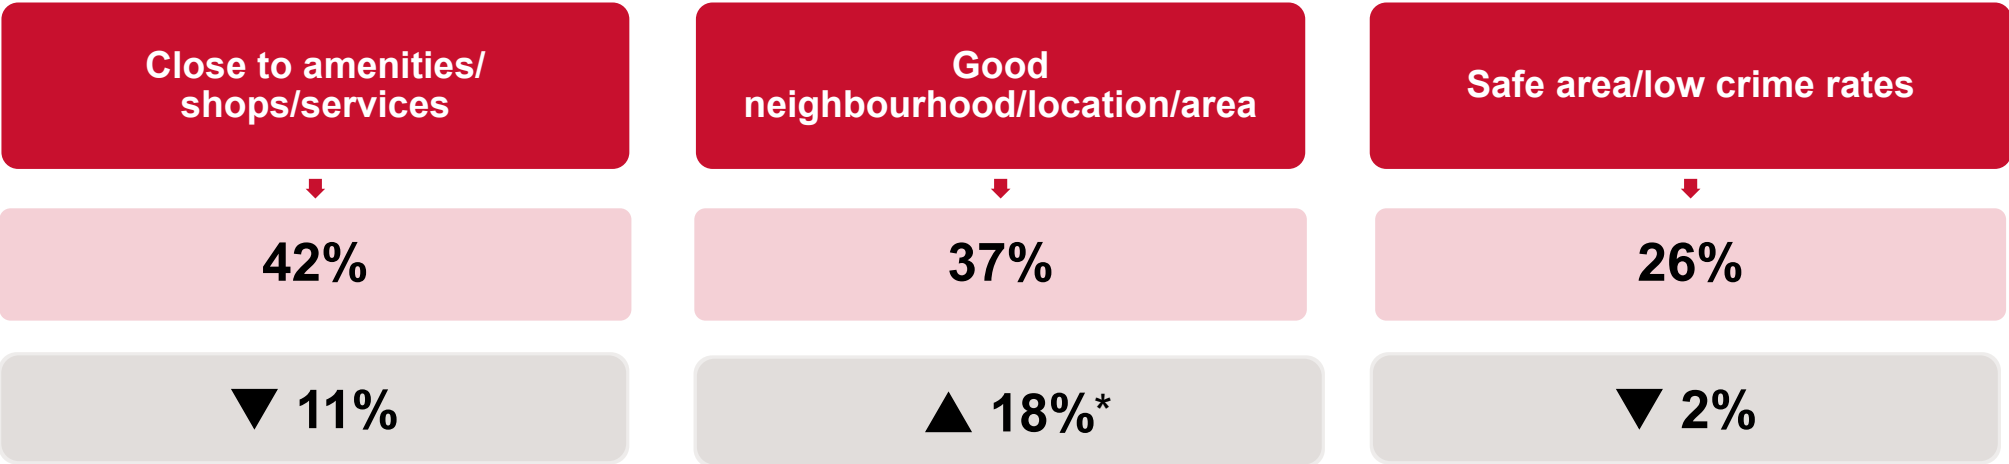 Close to amenities/
shops/services
Good
neighbourhood/location/area
Safe area/low crime rates
42%
37%
26%
▼ 11%
▲ 18%*
▼ 2%